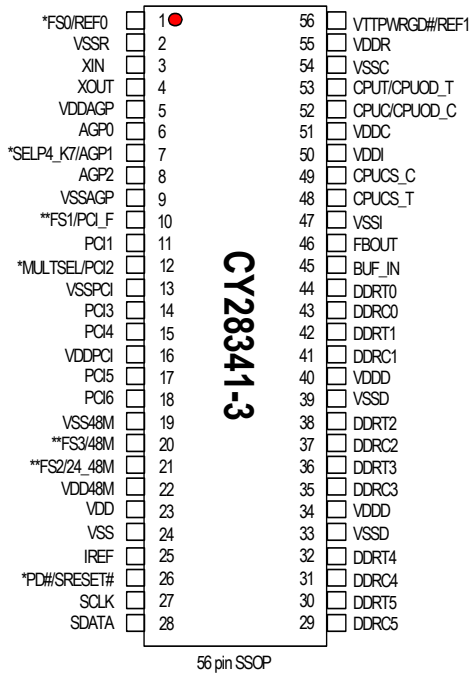 *FS0/REF0 1 56 VTTPWRGD#/REF1
VSSR 2 55 VDDR
XIN 3 54 VSSC
XOUT 4 53 CPUT/CPUOD_T
VDDAGP 5 52 CPUC/CPUOD_C
AGP0 6 51 VDDC
*SELP4_K7/AGP1 7 50 VDDI
AGP2 8 49 CPUCS_C
VSSAGP 9 48 CPUCS_T
**FS1/PCI_F 10 47 VSSI
PCI1 11 46 FBOUT
*MULTSEL/PCI2 12 45 BUF_IN
VSSPCI 13 44 DDRT0
PCI3 14 43 DDRC0
PCI4 15 42 DDRT1
VDDPCI 16 41 DDRC1
PCI5 17 40 VDDD
PCI6 18 39 VSSD
VSS48M 19 38 DDRT2
**FS3/48M 20 37 DDRC2
**FS2/24_48M 21 36 DDRT3
VDD48M 22 35 DDRC3
VDD 23 34 VDDD
VSS 24 33 VSSD
IREF 25 32 DDRT4
*PD#/SRESET# 26 31 DDRC4
SCLK 27 30 DDRT5
SDATA 28 29 DDRC5
CY28341-3
56 pin SSOP